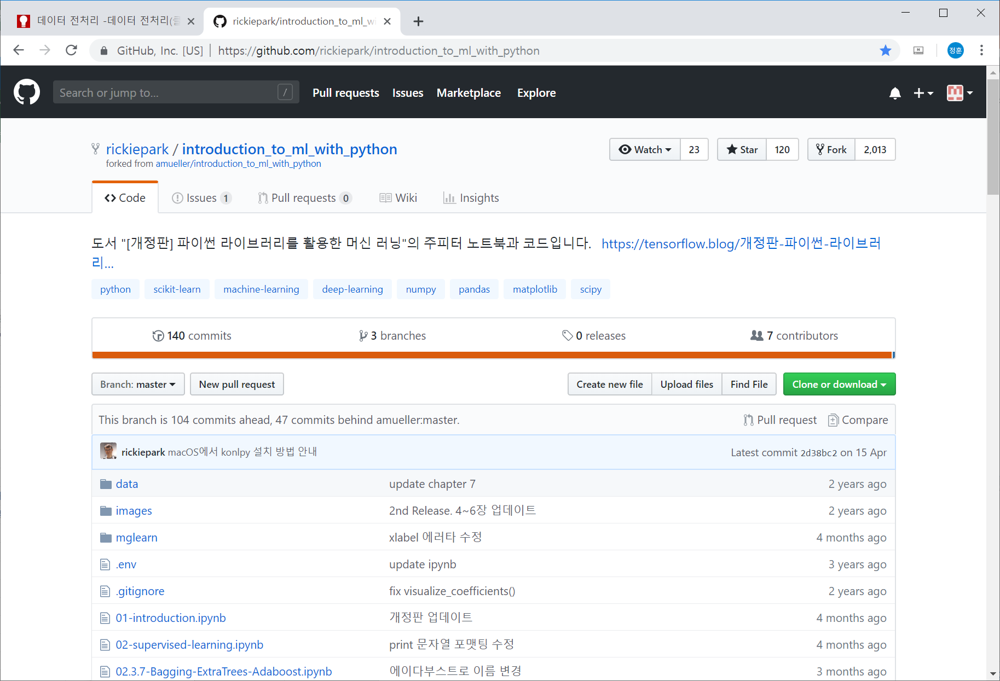 데이터 전처리 -데이터 전처리(클
rickiepark/introduction_to_ml_wi
GitHub, Inc. [US] | https://github.com/rickiepark/introduction_to_ml_with_python
정훈
Search or jump to... / Pull requests Issues Marketplace Explore
rickiepark / introduction_to_ml_with_python
Watch 23 Star 120 Fork 2,013
forked from amueller/introduction_to_ml_with_python
Code Issues 1 Pull requests 0 Wiki Insights
도서 "[개정판] 파이썬 라이브러리를 활용한 머신 러닝"의 주피터 노트북과 코드입니다. https://tensorflow.blog/개정판-파이썬-라이브러
리...
python scikit-learn machine-learning deep-learning numpy pandas matplotlib scipy
140 commits 3 branches 0 releases 7 contributors
Branch: master New pull request Create new file Upload files Find File Clone or download
This branch is 104 commits ahead, 47 commits behind amueller:master. Pull request Compare
rickiepark macOS에서 konlpy 설치 방법 안내 Latest commit 2d38bc2 on 15 Apr
data update chapter 7 2 years ago
images 2nd Release. 4~6장 업데이트 2 years ago
mglearn xlabel 에러타 수정 4 months ago
.env update ipynb 3 years ago
.gitignore fix visualize_coefficients() 2 years ago
01-introduction.ipynb 개정판 업데이트 4 months ago
02-supervised-learning.ipynb print 문자열 포맷팅 수정 4 months ago
02.3.7-Bagging-ExtraTrees-Adaboost.ipynb 에이다부스트로 이름 변경 3 months ago